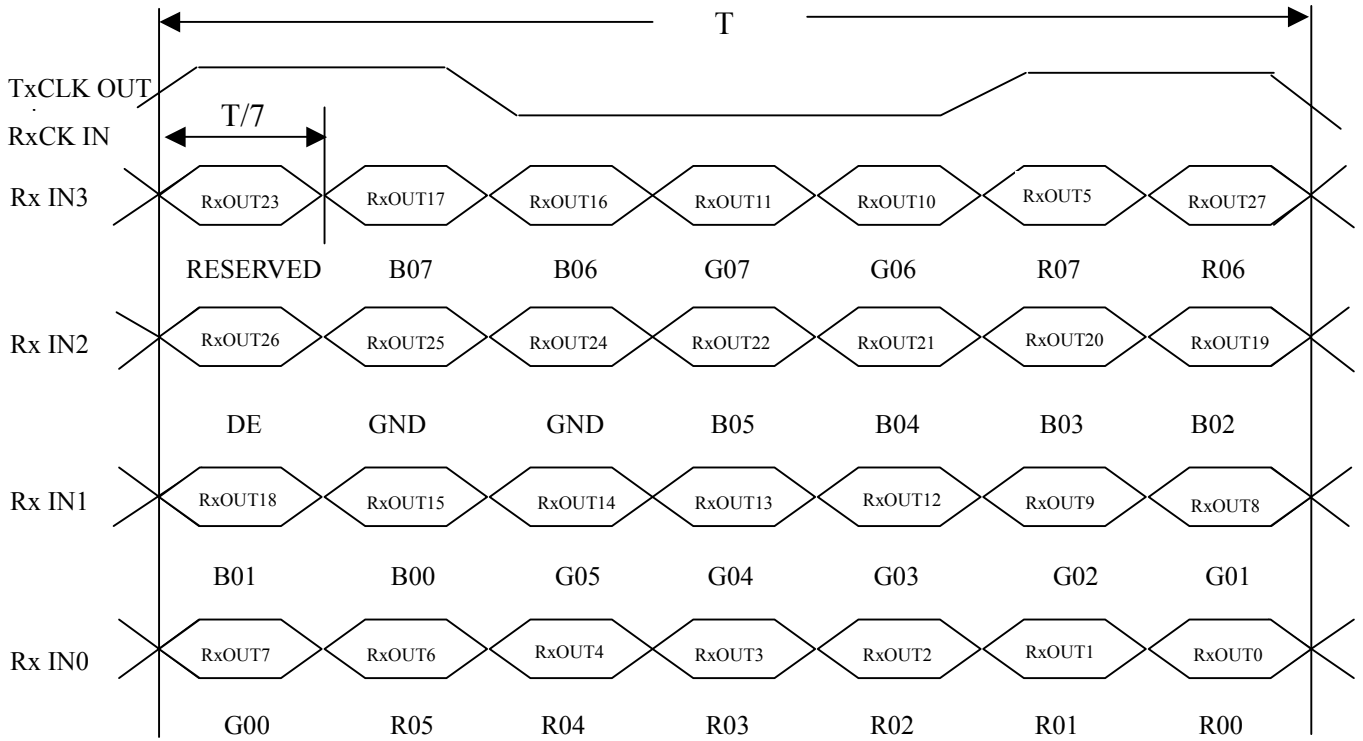 T
TxCLK OUT
RxCK IN
T/7
Rx IN3 RxOUT23 RxOUT17 RxOUT16 RxOUT11 RxOUT10 RxOUT5 RxOUT27
RESERVED B07 B06 G07 G06 R07 R06
Rx IN2 RxOUT26 RxOUT25 RxOUT24 RxOUT22 RxOUT21 RxOUT20 RxOUT19
DE GND GND B05 B04 B03 B02
Rx IN1 RxOUT18 RxOUT15 RxOUT14 RxOUT13 RxOUT12 RxOUT9 RxOUT8
B01 B00 G05 G04 G03 G02 G01
Rx IN0 RxOUT7 RxOUT6 RxOUT4 RxOUT3 RxOUT2 RxOUT1 RxOUT0
G00 R05 R04 R03 R02 R01 R00